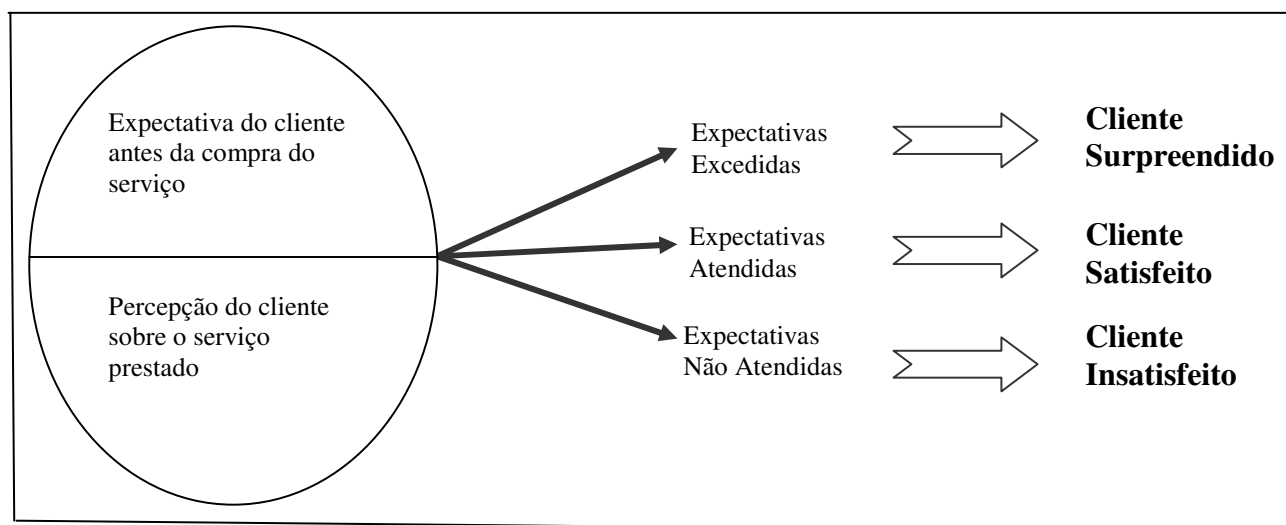 Expectativa do cliente
antes da compra do
serviço
Percepção do cliente
sobre o serviço
prestado
Expectativas
Excedidas
Cliente
Surpreendido
Expectativas
Atendidas
Cliente
Satisfeito
Expectativas
Não Atendidas
Cliente
Insatisfeito